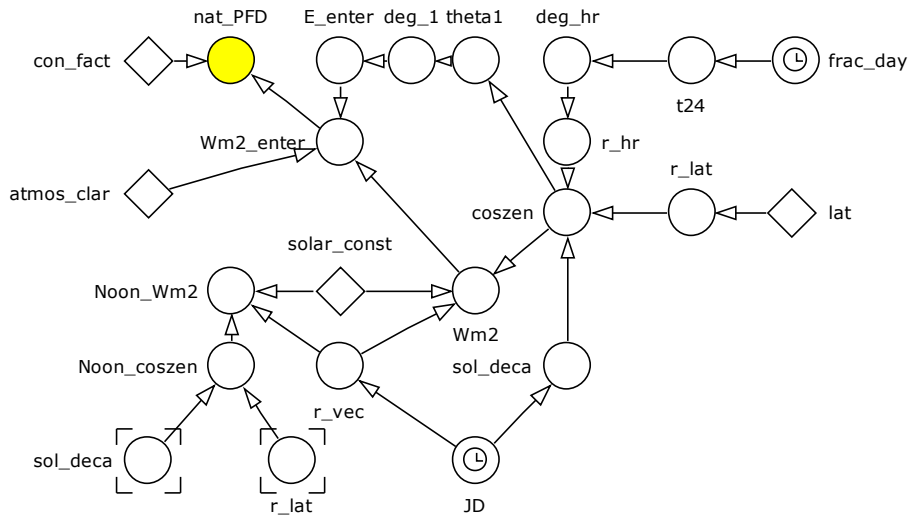 nat_PFD
E_enter
deg_1
theta1
deg_hr
con_fact
frac_day
t24
Wm2_enter
r_hr
r_lat
atmos_clar
coszen
lat
solar_const
Noon_Wm2
Wm2
Noon_coszen
sol_deca
r_vec
sol_deca
r_lat
JD